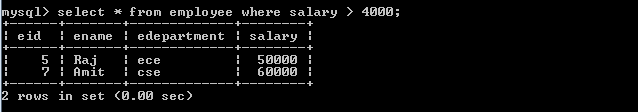 mysql> select * from employee where salary > 4000;
+------+-------+-------------+--------+
| eid  | ename | edepartment | salary |
+------+-------+-------------+--------+
|    5 | Raj   | ece         |  50000 |
|    7 | Amit  | cse         |  60000 |
+------+-------+-------------+--------+
2 rows in set (0.00 sec)